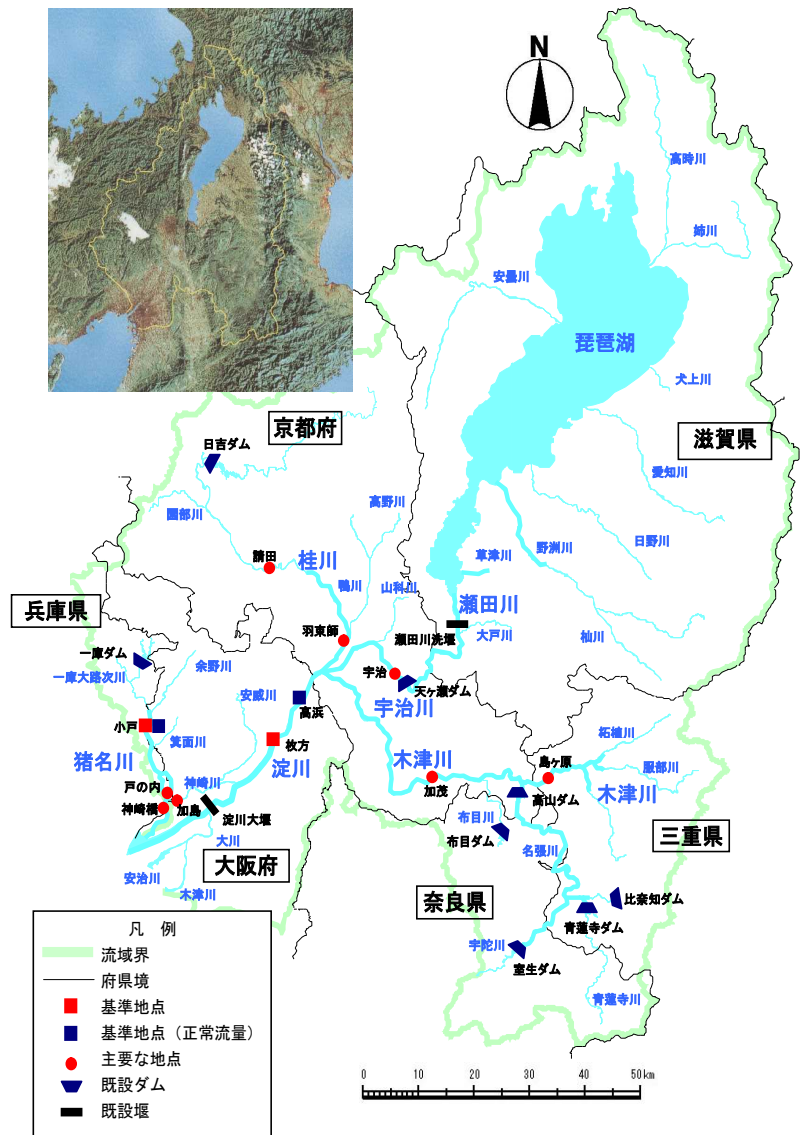 N
高時川
姉川
安曇川
琵琶湖
犬上川
京都府
滋賀県
日吉ダム
愛知川
高野川
園部川
日野川
請田
桂川
草津川
野洲川
鴨川
山科川
兵庫県
瀬田川
羽束師
瀬田川洗堰
大戸川
杣川
一庫ダム
余野川
一庫大路次川
宇治
天ヶ瀬ダム
安威川
高浜
宇治川
小戸
柘植川
箕面川
枚方
木津川
島ヶ原
服部川
猪名川
淀川
加茂
神崎川
戸の内
高山ダム
木津川
神崎橋
加島
淀川大堰
布目川
布目ダム
三重県
大川
名張川
大阪府
安治川
木津川
奈良県
比奈知ダム
青蓮寺ダム
宇陀川
室生ダム
青蓮寺川
凡 例
流域界
府県境
基準地点
基準地点（正常流量）
主要な地点
既設ダム
既設堰
0 10 20 30 40 50km